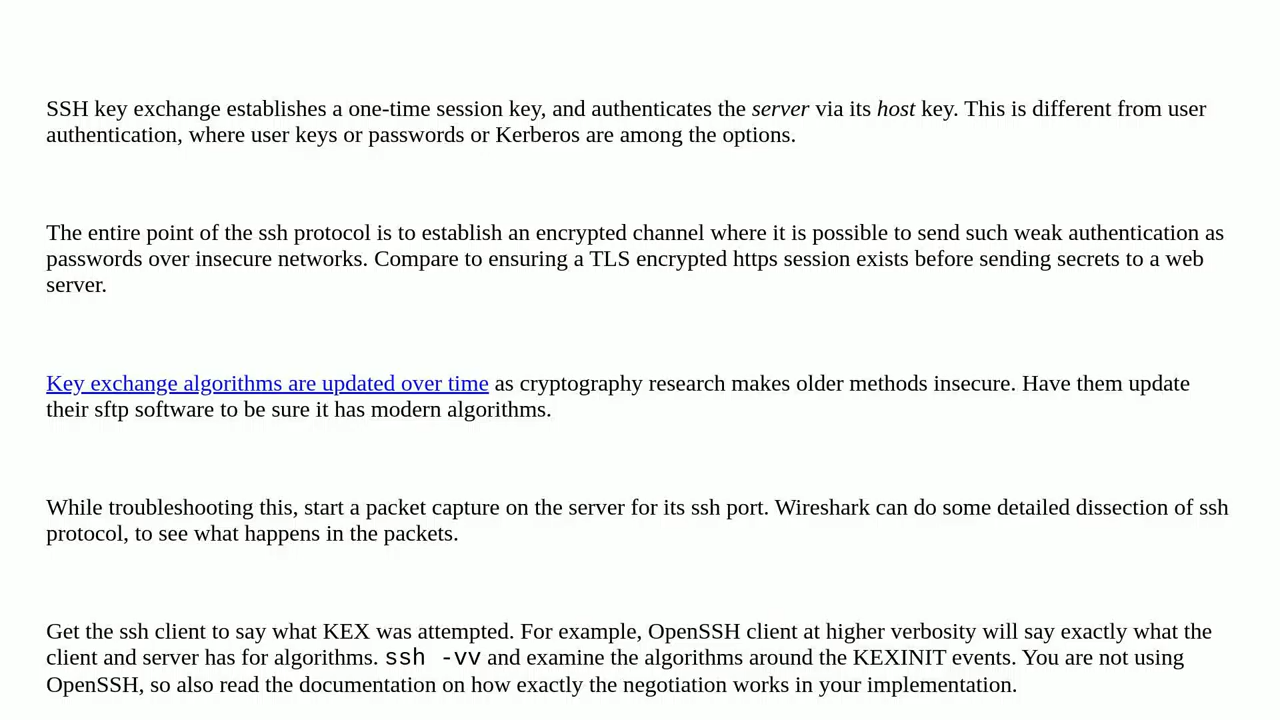 SSH key exchange establishes a one-time session key, and authenticates the server via its host key. This is different from user
authentication, where user keys or passwords or Kerberos are among the options.
The entire point of the ssh protocol is to establish an encrypted channel where it is possible to send such weak authentication as
passwords over insecure networks. Compare to ensuring a TLS encrypted https session exists before sending secrets to a web
server.
Key exchange algorithms are updated over time as cryptography research makes older methods insecure. Have them update
their sftp software to be sure it has modern algorithms.
While troubleshooting this, start a packet capture on the server for its ssh port. Wireshark can do some detailed dissection of ssh
protocol, to see what happens in the packets.
Get the ssh client to say what KEX was attempted. For example, OpenSSH client at higher verbosity will say exactly what the
client and server has for algorithms. ssh -vv and examine the algorithms around the KEXINIT events. You are not using
OpenSSH, so also read the documentation on how exactly the negotiation works in your implementation.